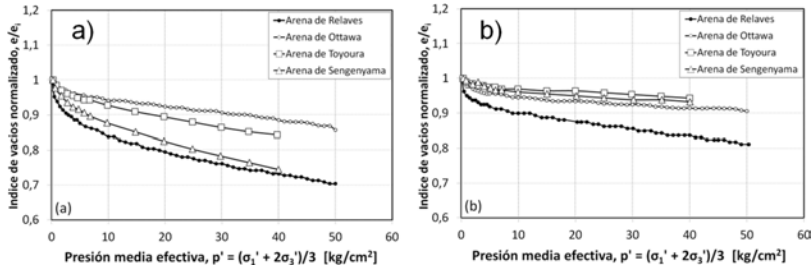 a)
Indice de vacios normalizado, e/eᵢ
1,2
1,1
1
0,9
0,8
0,7
0,6
Arena de Relaves
Arena de Ottawa
Arena de Toyoura
Arena de Sengenyama
(a)
0 10 20 30 40 50 60
Presión media efectiva, p' = (σ₁' + 2σ₃')/3 [kg/cm²]
b)
Indice de vacios normalizado, e/eᵢ
1,2
1,1
1
0,9
0,8
0,7
0,6
Arena de Relaves
Arena de Ottawa
Arena de Toyoura
Arena de Sengenyama
(b)
0 10 20 30 40 50 60
Presión media efectiva, p' = (σ₁' + 2σ₃')/3 [kg/cm²]